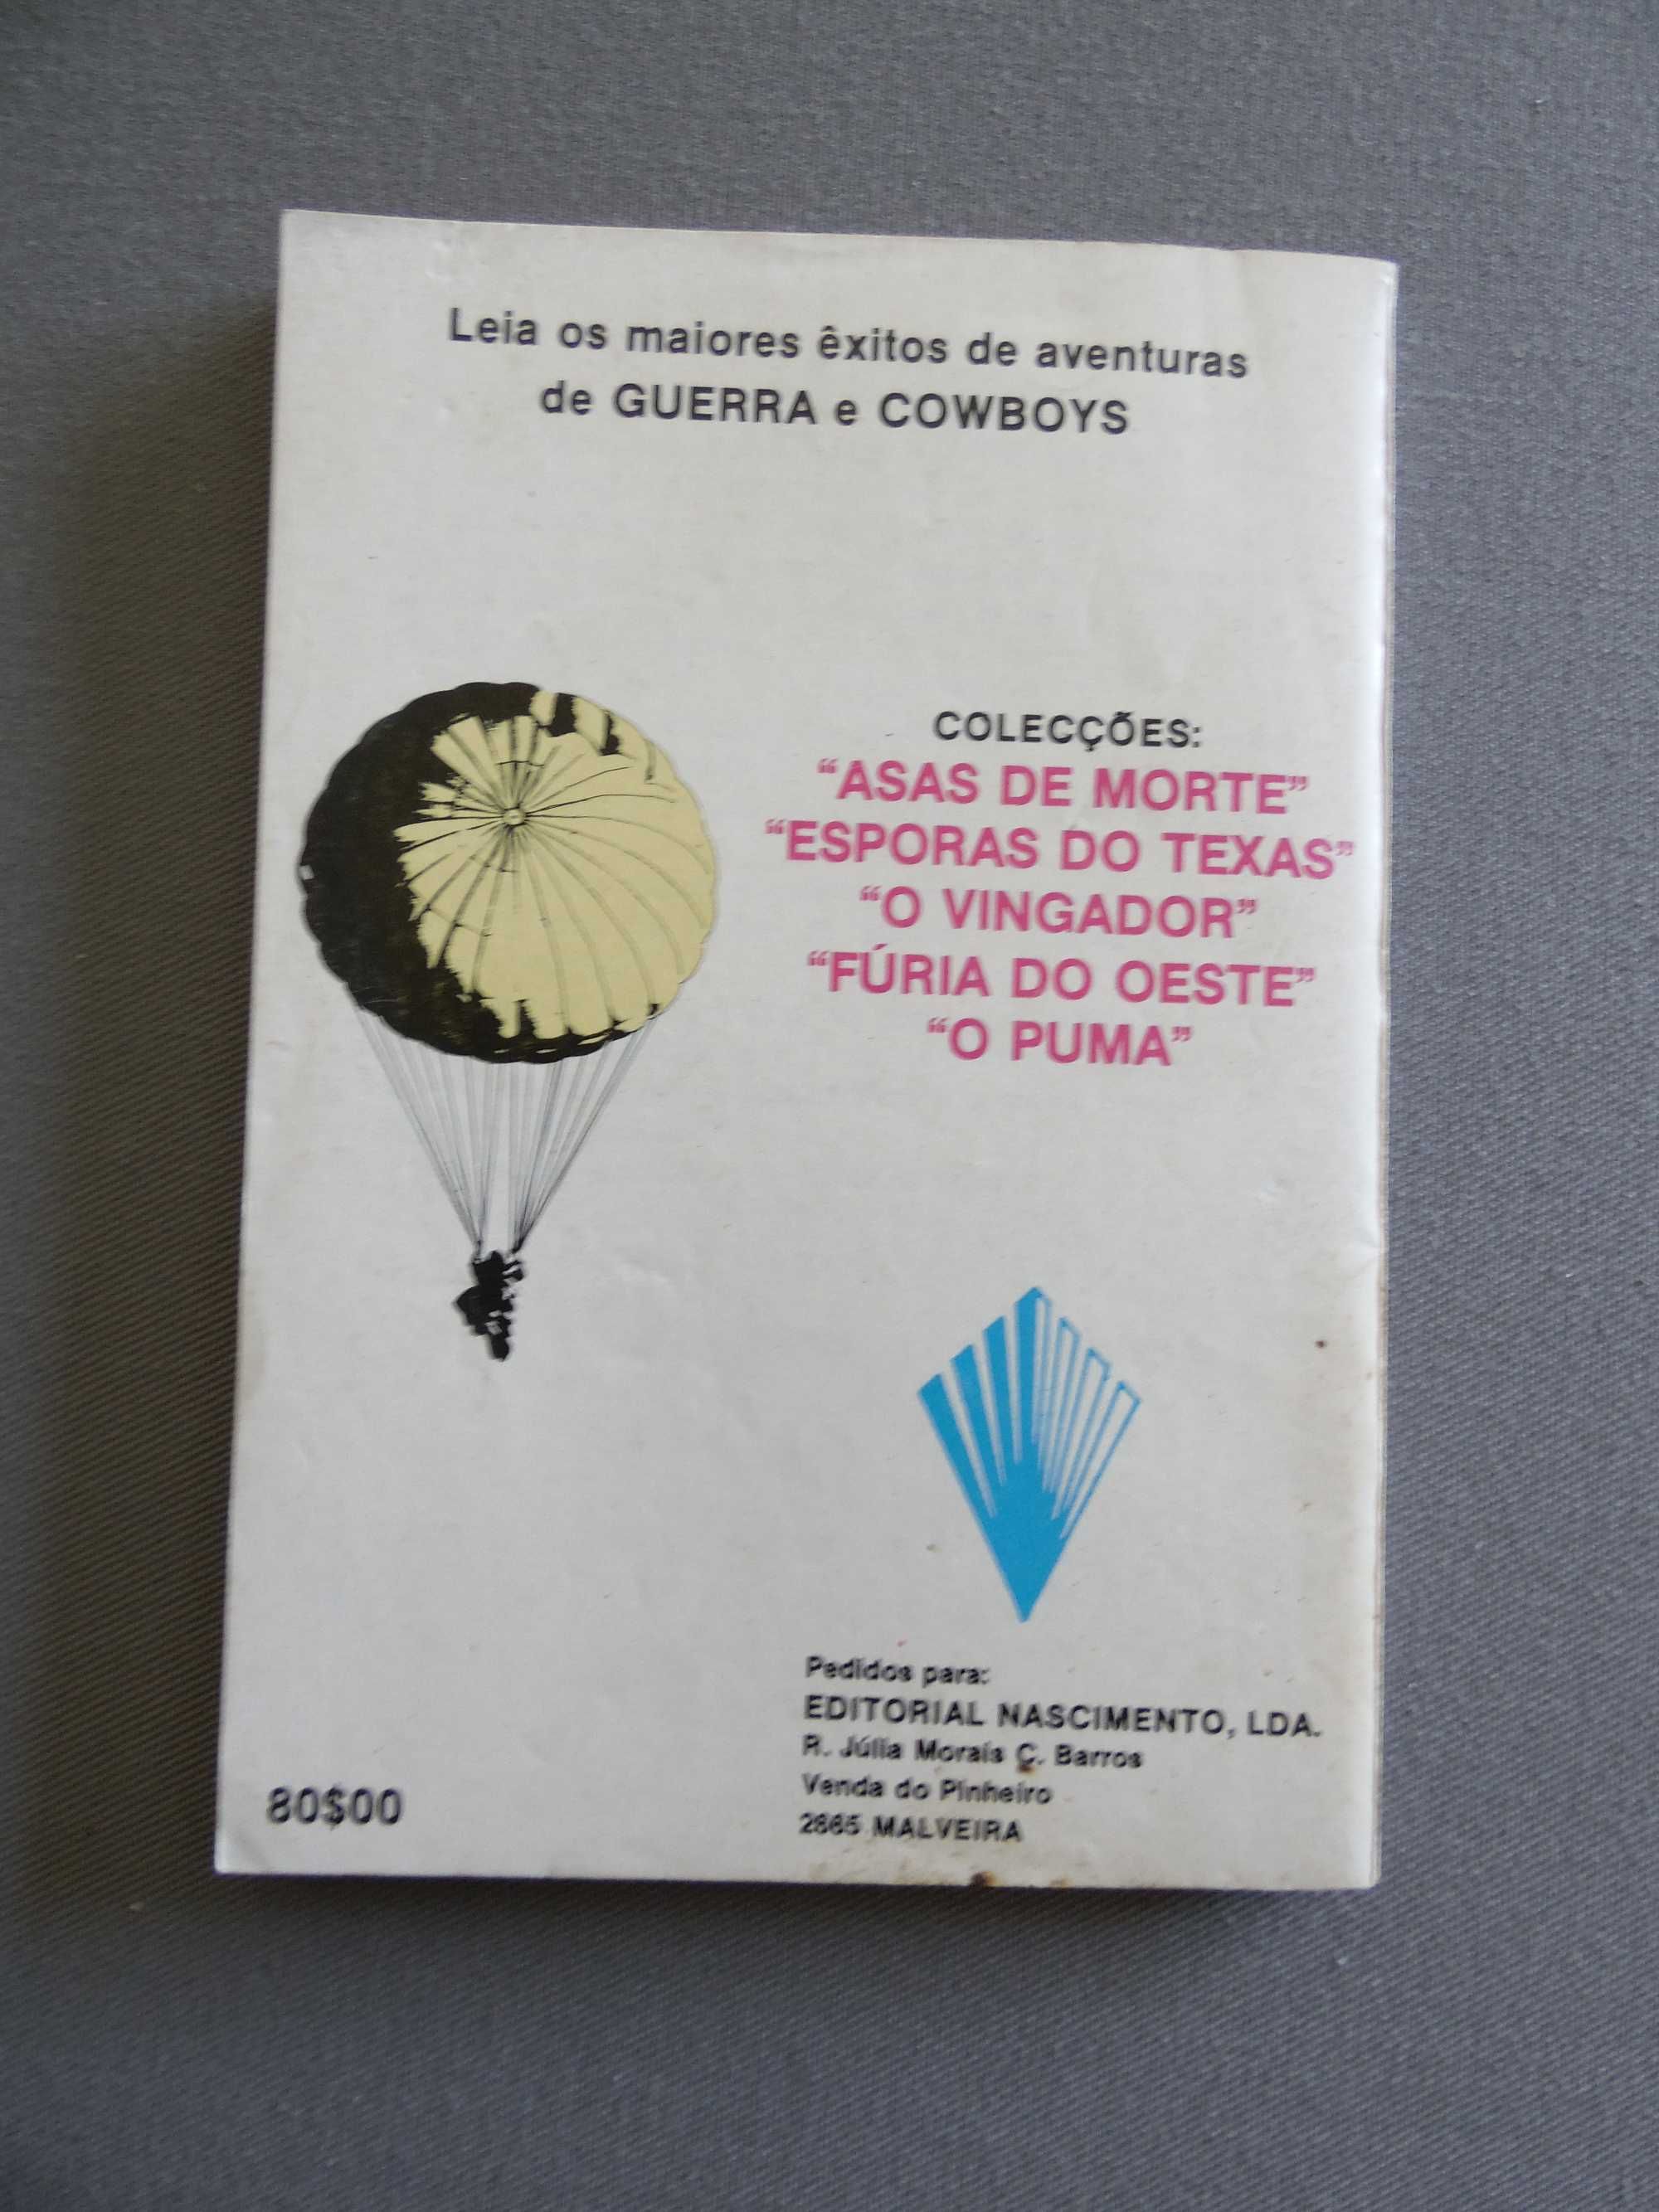 Leia os maiores êxitos de aventuras
de GUERRA e COWBOYS
COLECÇÕES:
“ASAS DE MORTE”
“ESPORAS DO TEXAS”
“O VINGADOR”
“FÚRIA DO OESTE”
“O PUMA”
Pedidos para:
EDITORIAL NASCIMENTO, LDA.
R. Júlia Morais C. Barros
Venda do Pinheiro
2665 MALVEIRA
80$00